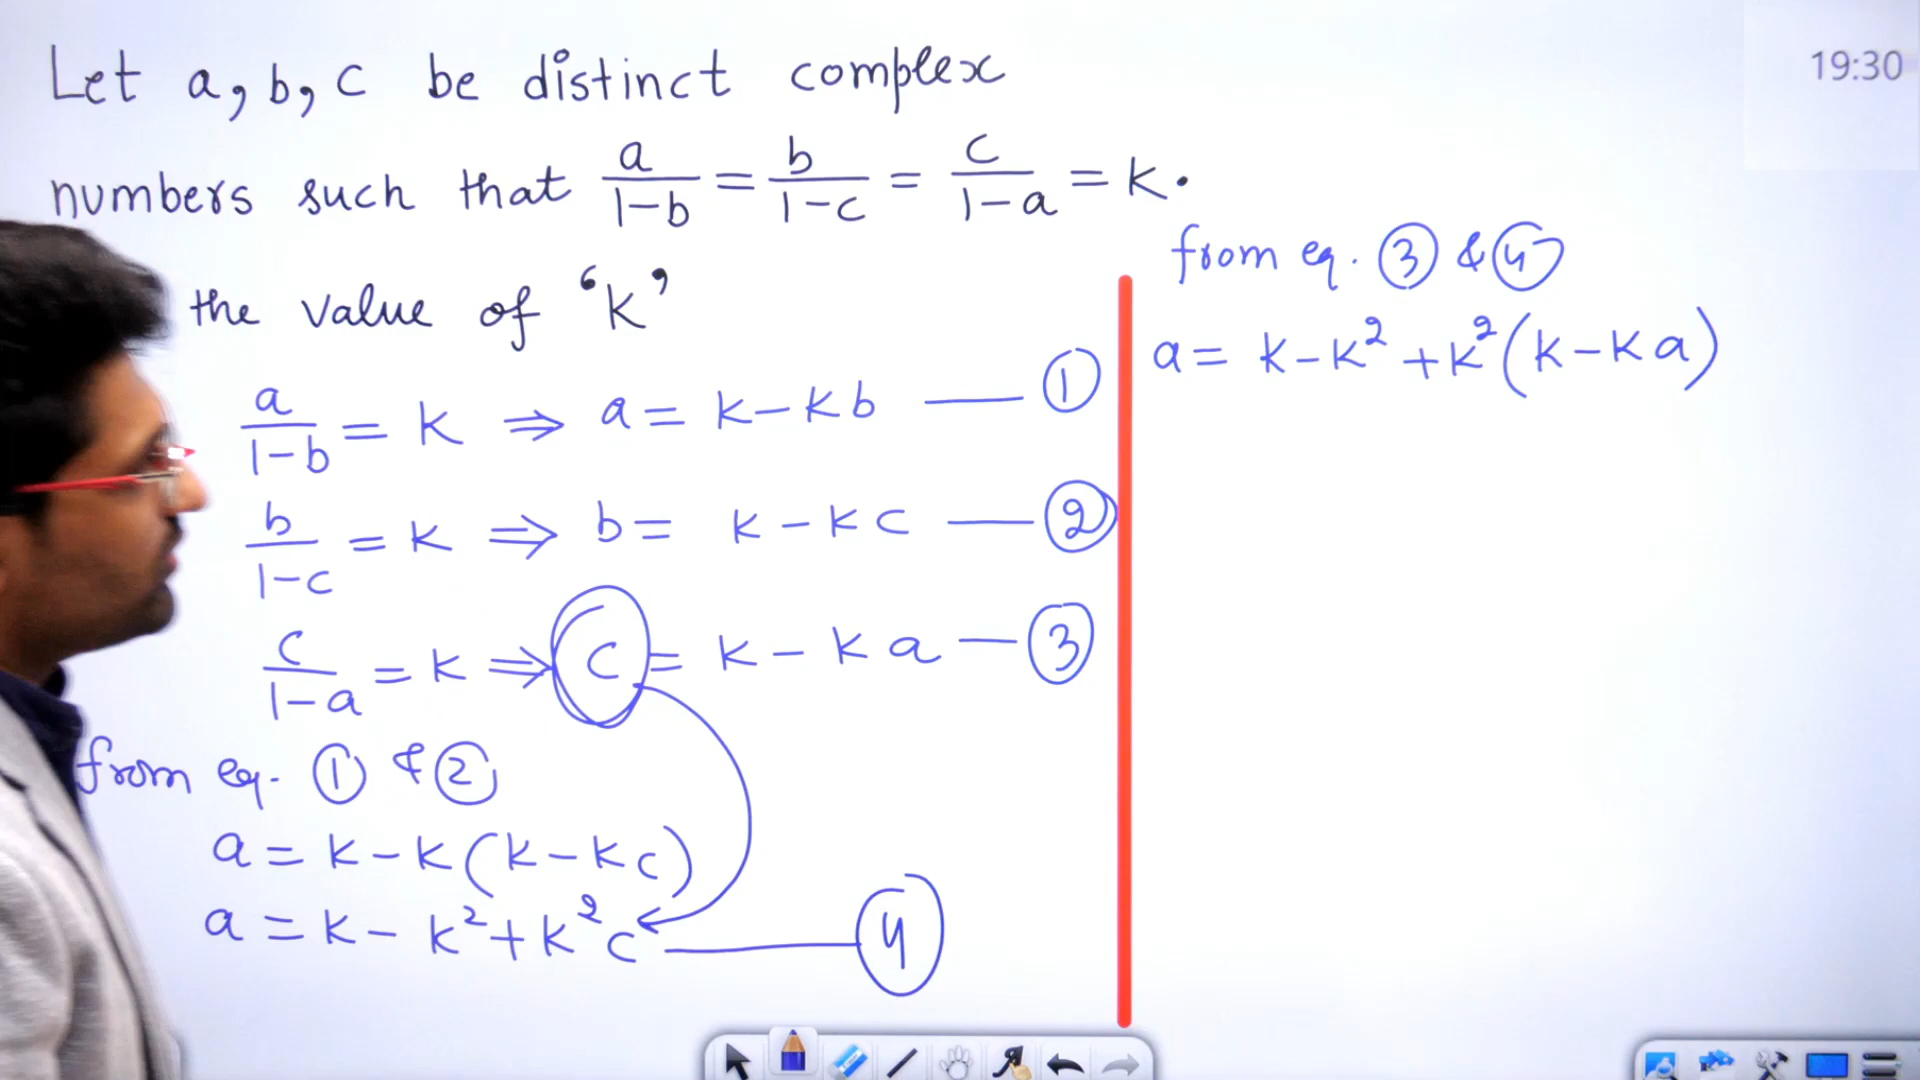 Let a, b, c be distinct complex
numbers such that a/(1-b) = b/(1-c) = c/(1-a) = k.
the value of ‘k’
a/(1-b) = k ⇒ a = k - kb — ①
b/(1-c) = k ⇒ b = k - kc — ②
c/(1-a) = k ⇒ c = k - ka — ③
from eq. ① & ②
a = k - k(k - kc)
a = k - k² + k²c — ④
19:30
from eq. ③ & ④
a = k - k² + k²(k - ka)